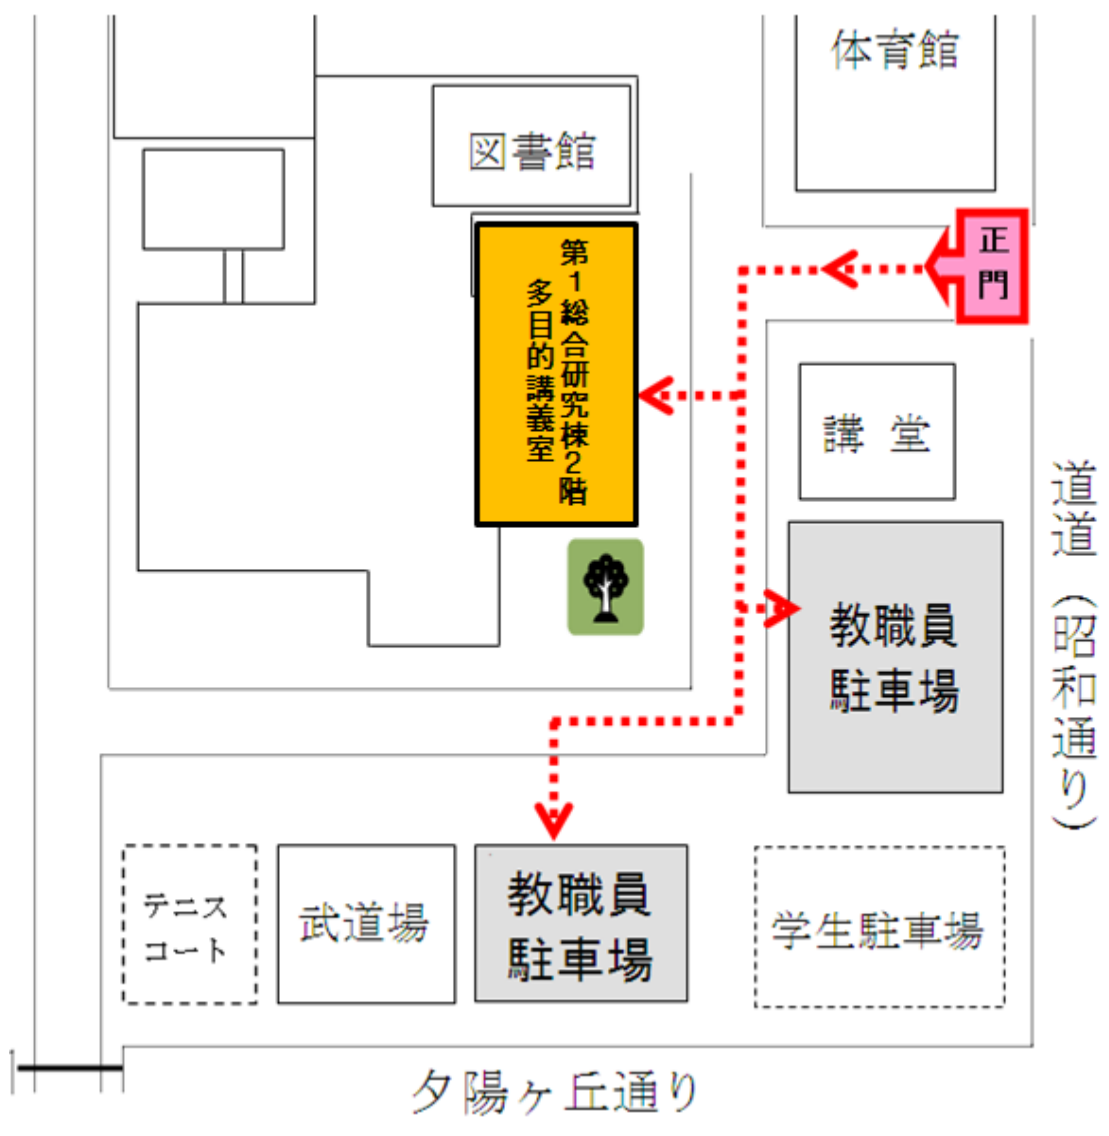 体育館
図書館
正
門
第1総合研究棟2階
多目的講義室
講 堂
道道(昭和通り)
教職員
駐車場
テニス
コート
武道場
教職員
駐車場
学生駐車場
夕陽ヶ丘通り